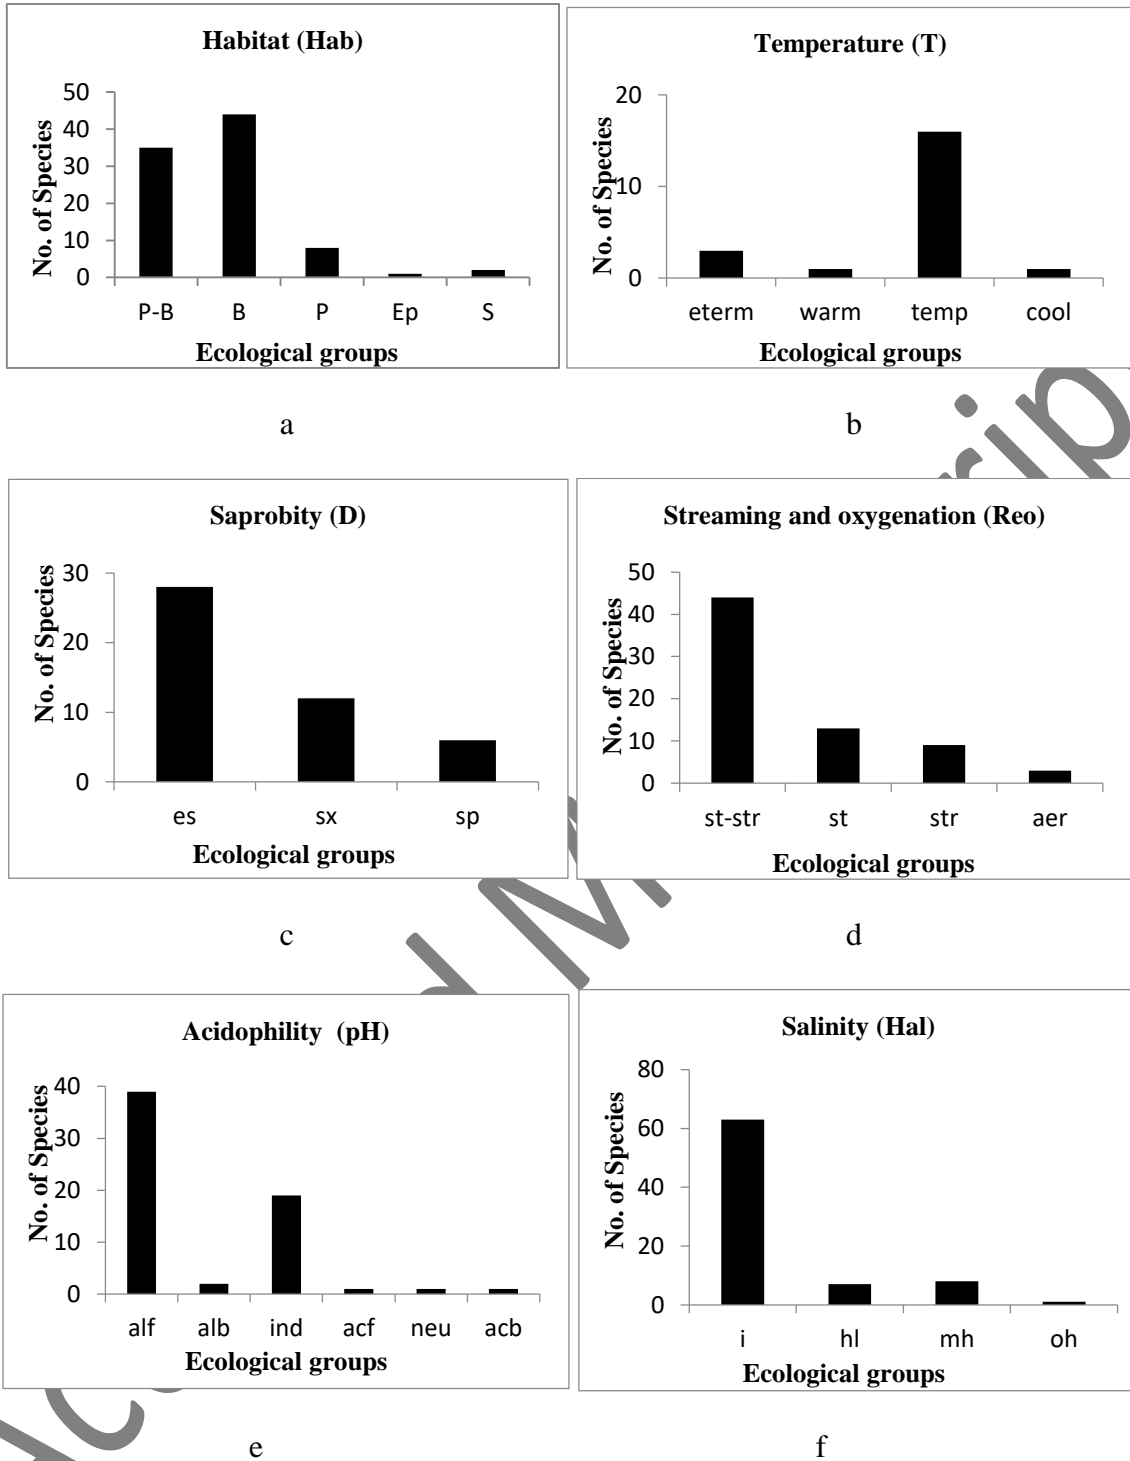 Habitat (Hab)
No. of Species
50
40
30
20
10
0
P-B B P Ep S
Ecological groups
a
Temperature (T)
No. of Species
20
10
0
eterm warm temp cool
Ecological groups
b
Saprobity (D)
No. of Species
30
20
10
0
es sx sp
Ecological groups
c
Streaming and oxygenation (Reo)
No. of Species
50
40
30
20
10
0
st-str st str aer
Ecological groups
d
Acidophility (pH)
No. of Species
40
30
20
10
0
alf alb ind acf neu acb
Ecological groups
e
Salinity (Hal)
No. of Species
80
60
40
20
0
i hl mh oh
Ecological groups
f